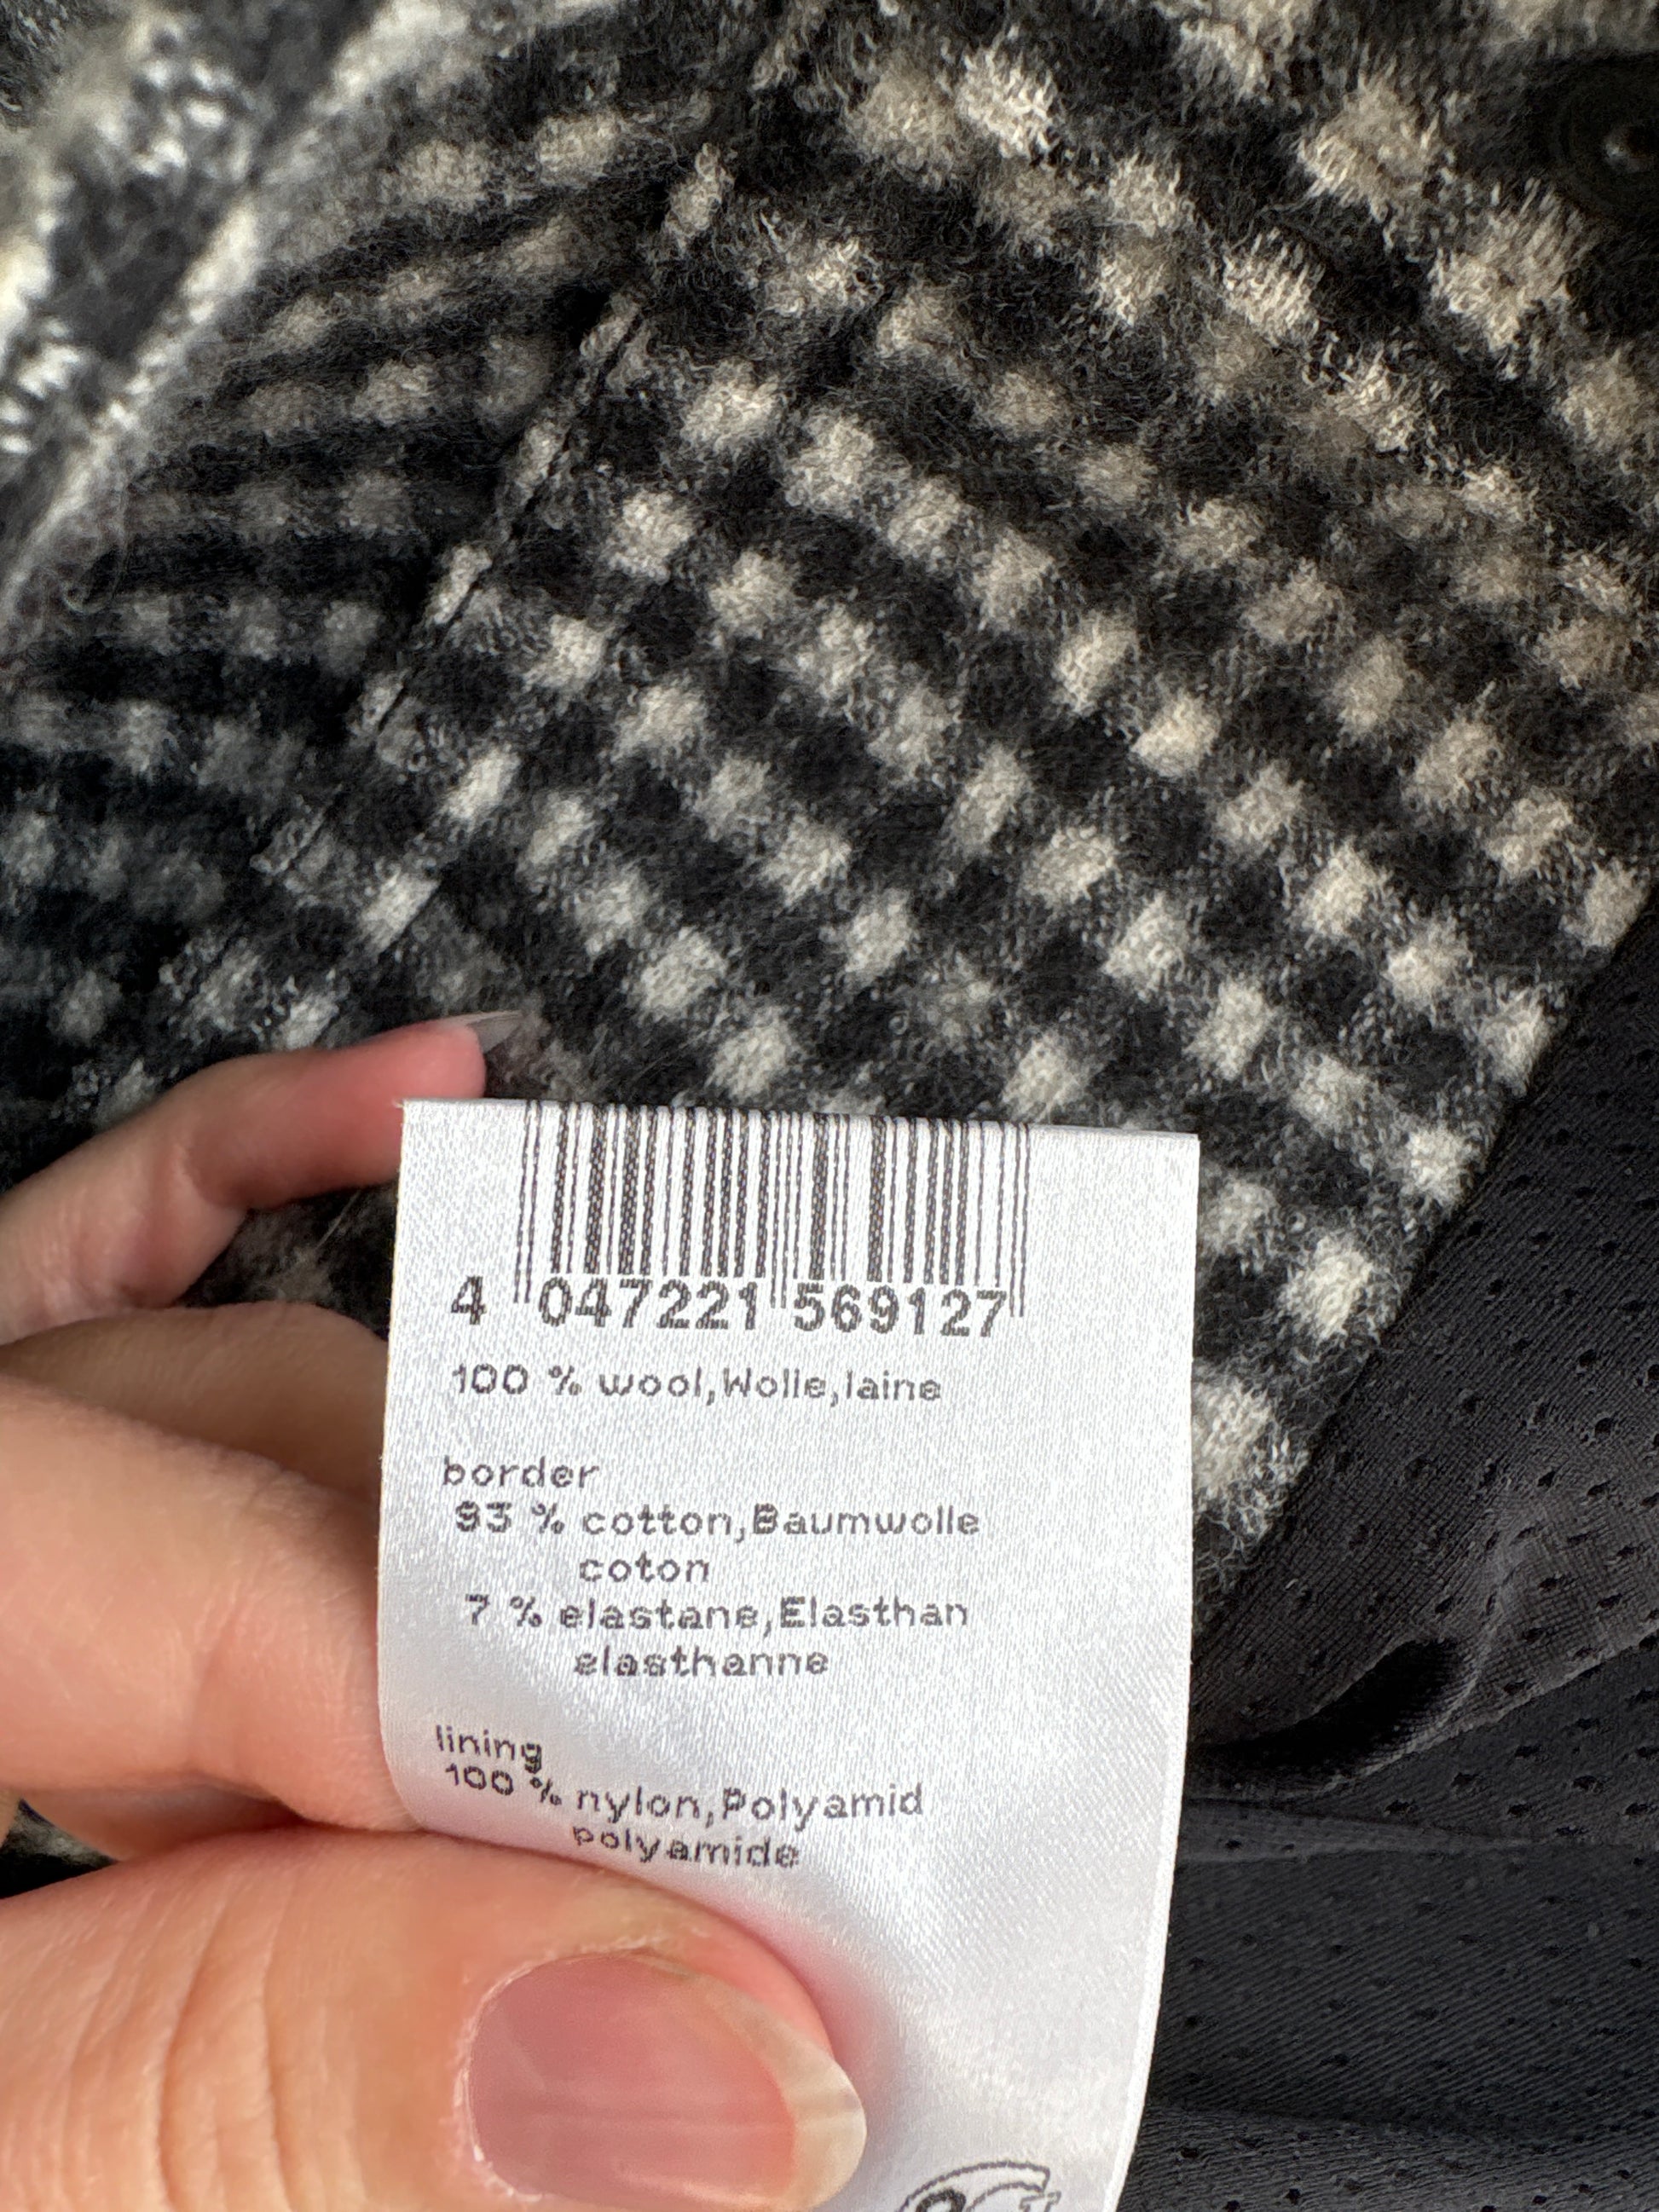 4 047221 569127
100 % wool,Wolle,laine
border
93 % cotton,Baumwolle
coton
7 % elastane,Elasthan
elasthanne
lining
100 % nylon,Polyamid
polyamide